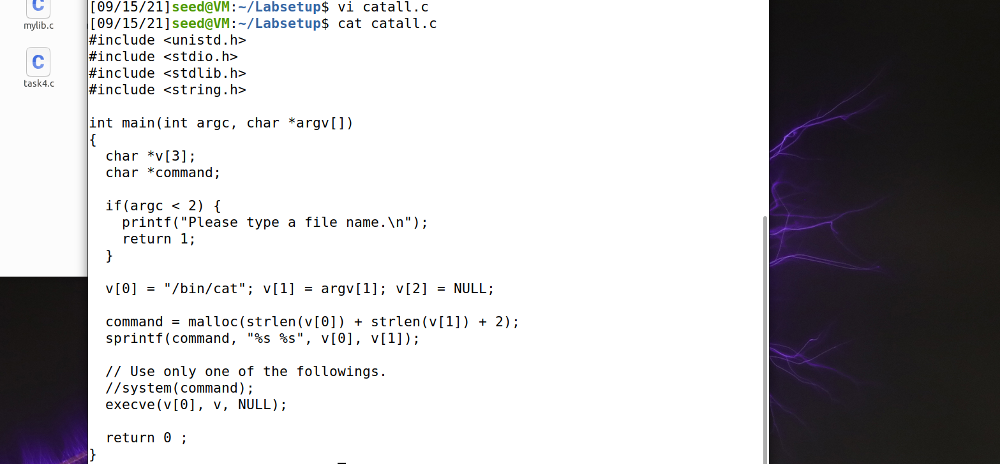 mylib.c
task4.c
[09/15/21]seed@VM:~/Labsetup$ vi catall.c
[09/15/21]seed@VM:~/Labsetup$ cat catall.c
#include <unistd.h>
#include <stdio.h>
#include <stdlib.h>
#include <string.h>

int main(int argc, char *argv[])
{
  char *v[3];
  char *command;

  if(argc < 2) {
    printf("Please type a file name.\n");
    return 1;
  }

  v[0] = "/bin/cat"; v[1] = argv[1]; v[2] = NULL;

  command = malloc(strlen(v[0]) + strlen(v[1]) + 2);
  sprintf(command, "%s %s", v[0], v[1]);

  // Use only one of the followings.
  //system(command);
  execve(v[0], v, NULL);

  return 0 ;
}